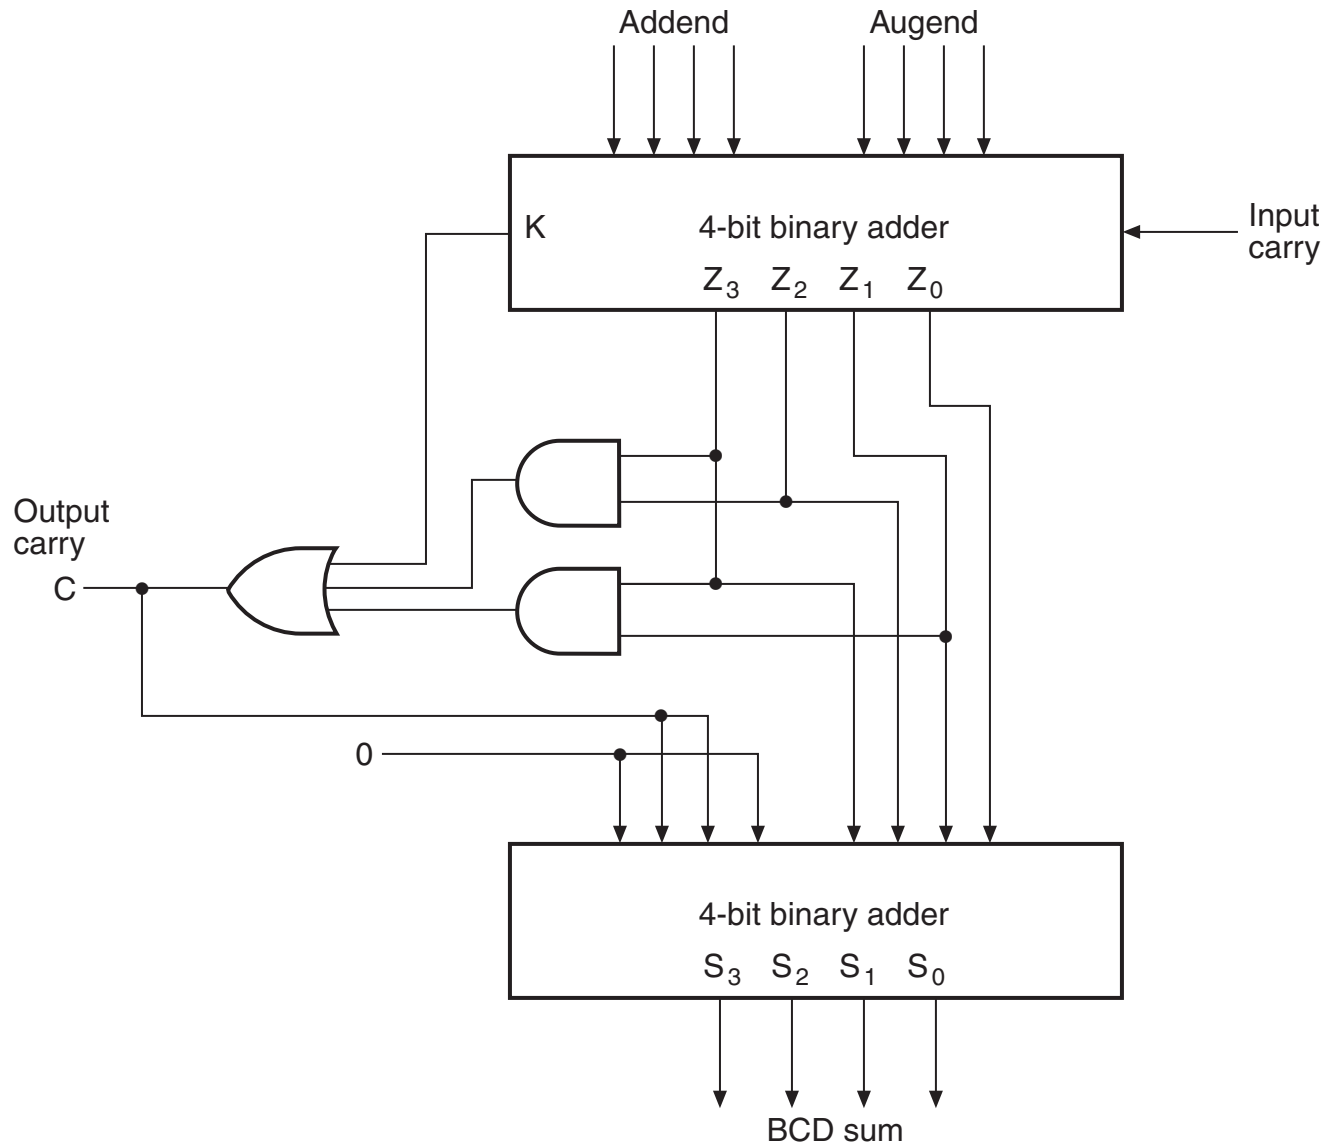 Addend
Augend
Input
carry
K
4-bit binary adder
Z3 Z2 Z1 Z0
Output
carry
C
0
4-bit binary adder
S3 S2 S1 S0
BCD sum